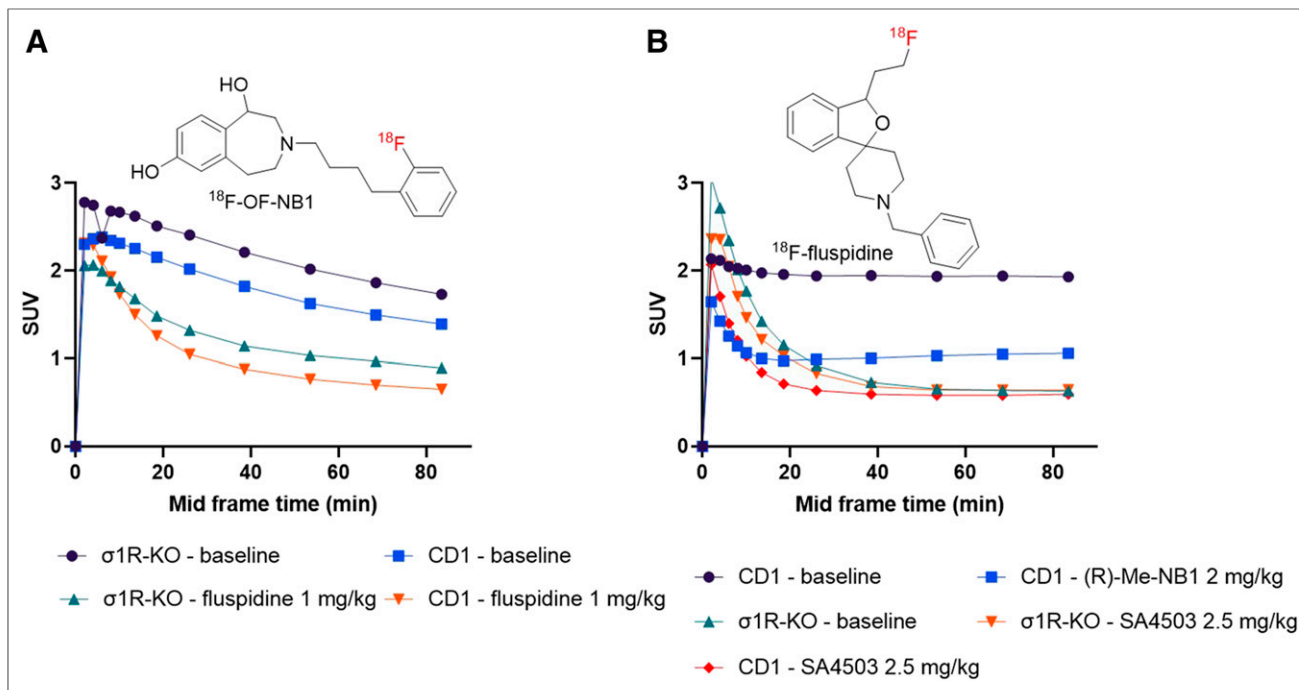 A
HO
HO
N
18F
18F-OF-NB1
3
2
1
0
SUV
0 20 40 60 80
Mid frame time (min)
σ1R-KO - baseline
CD1 - baseline
σ1R-KO - fluspidine 1 mg/kg
CD1 - fluspidine 1 mg/kg
B
18F
O
N
18F-fluspidine
3
2
1
0
SUV
0 20 40 60 80
Mid frame time (min)
CD1 - baseline
CD1 - (R)-Me-NB1 2 mg/kg
σ1R-KO - baseline
σ1R-KO - SA4503 2.5 mg/kg
CD1 - SA4503 2.5 mg/kg